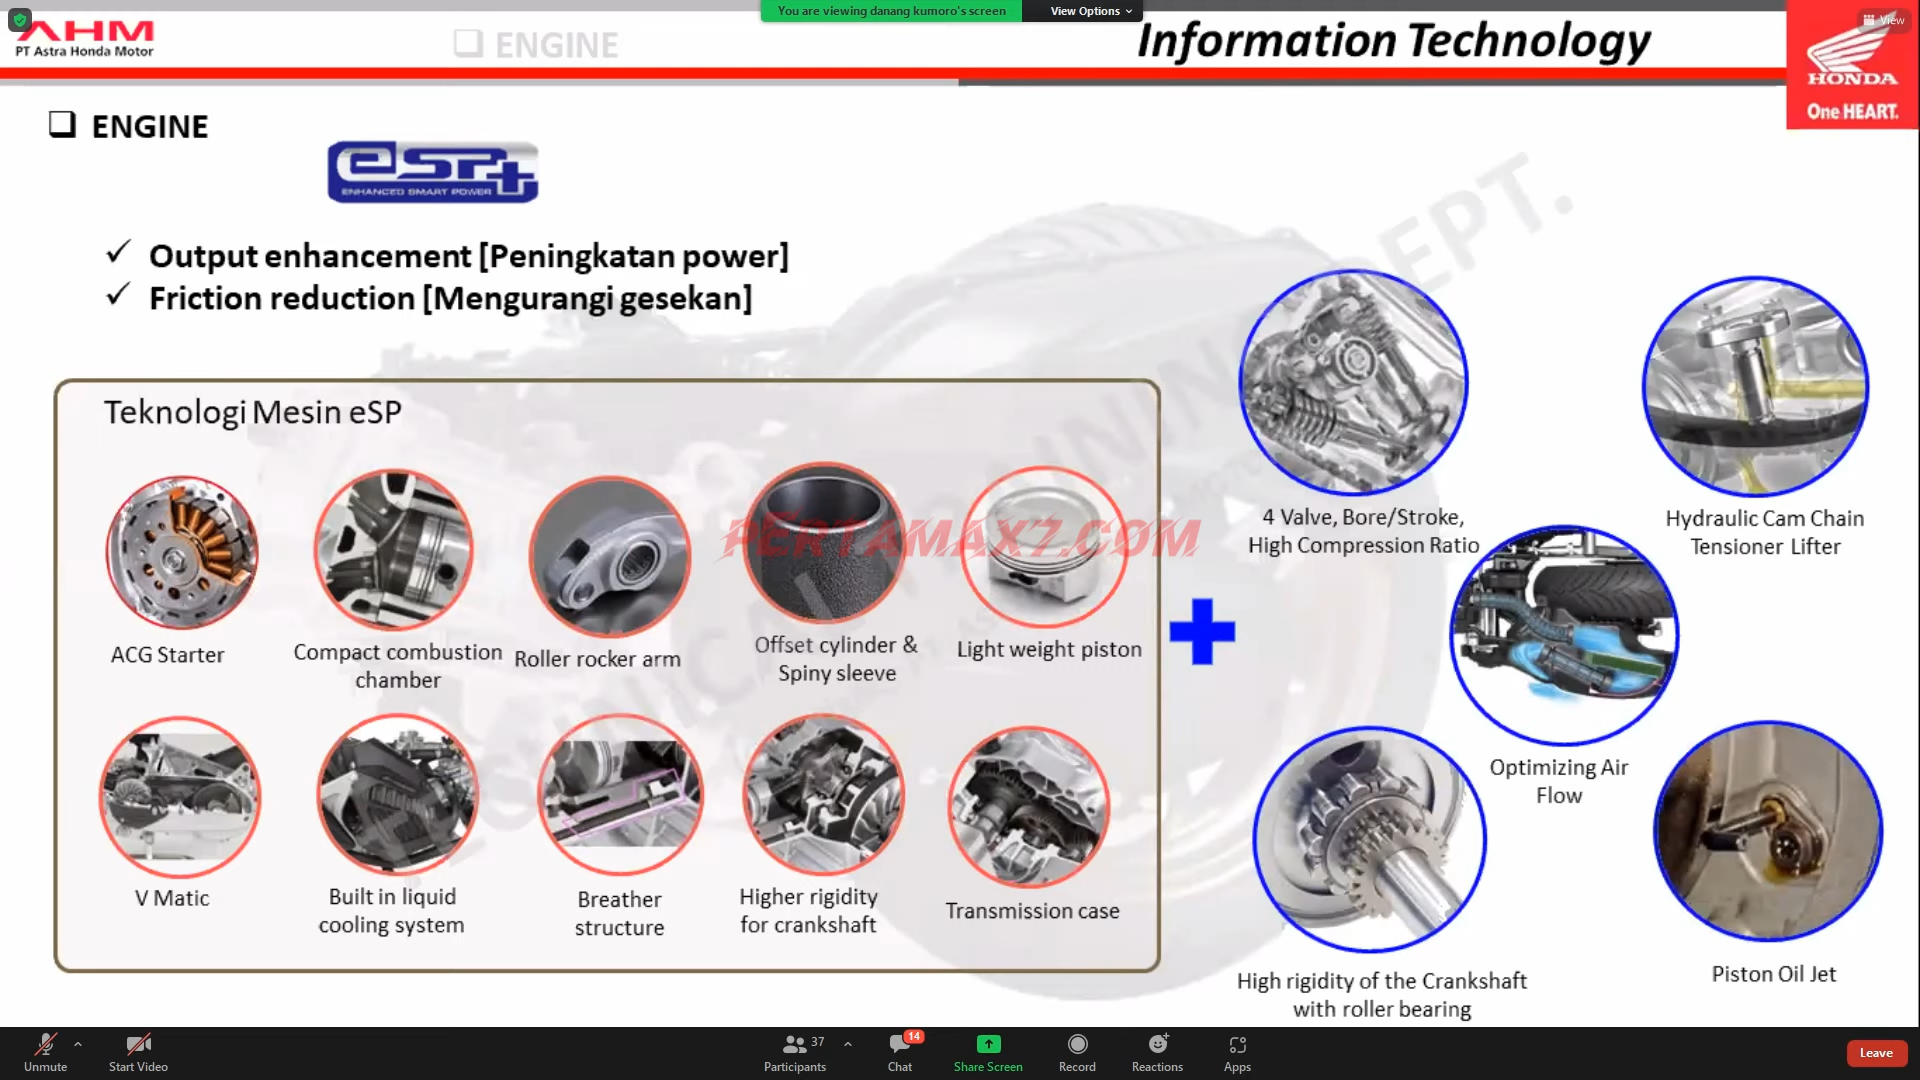 You are viewing danang kumoro's screen
View Options
View
AHM
PT Astra Honda Motor
ENGINE
Information Technology
HONDA
One HEART.
ENGINE
eSP+
ENHANCED SMART POWER
Output enhancement [Peningkatan power]
Friction reduction [Mengurangi gesekan]
Teknologi Mesin eSP
ACG Starter
Compact combustion
chamber
Roller rocker arm
Offset cylinder &
Spiny sleeve
Light weight piston
V Matic
Built in liquid
cooling system
Breather
structure
Higher rigidity
for crankshaft
Transmission case
PERTAMAX7.COM
4 Valve, Bore/Stroke,
High Compression Ratio
Hydraulic Cam Chain
Tensioner Lifter
Optimizing Air
Flow
High rigidity of the Crankshaft
with roller bearing
Piston Oil Jet
DEPT.
Unmute
Start Video
37
Participants
14
Chat
Share Screen
Record
Reactions
Apps
Leave